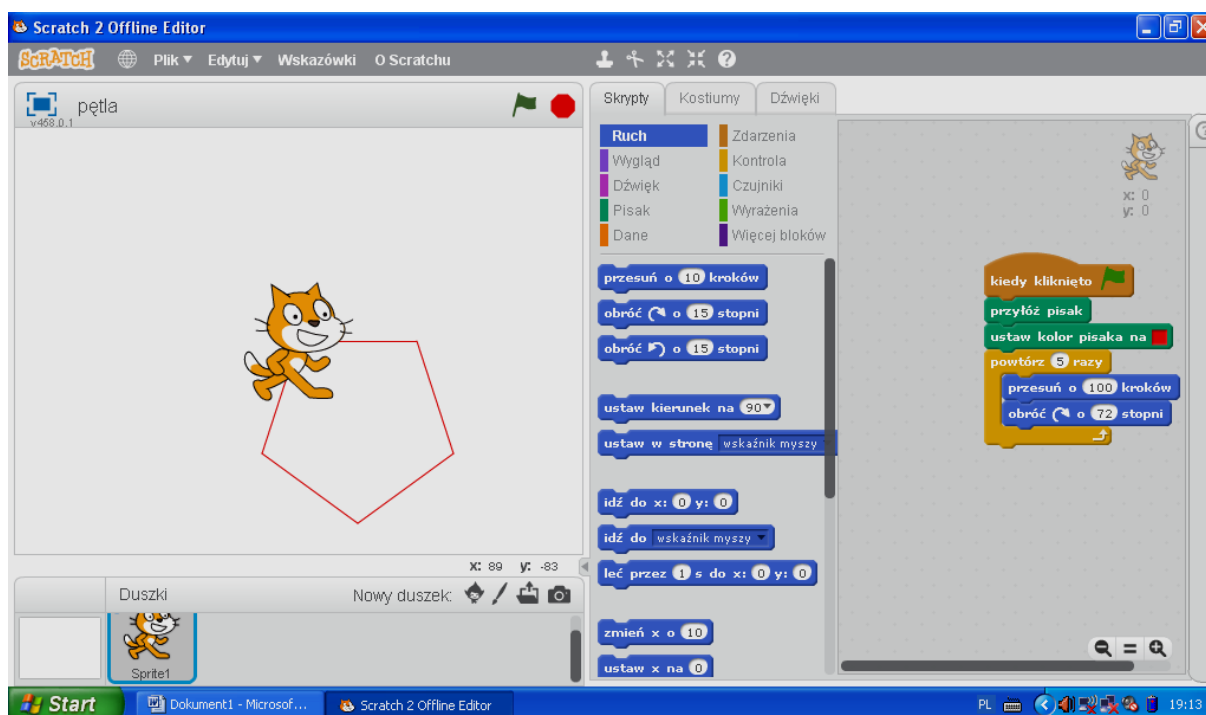 Scratch 2 Offline Editor
SCRATCH Plik Edytuj Wskazówki O Scratchu
pętla
v458.0.1
x: 89 y: -83
Duszki Nowy duszek:
Sprite1
Skrypty Kostiumy Dźwięki
Ruch Zdarzenia
Wygląd Kontrola
Dźwięk Czujniki
Pisak Wyrażenia
Dane Więcej bloków
przesuń o 10 kroków
obróć o 15 stopni
obróć o 15 stopni
ustaw kierunek na 90
ustaw w stronę wskaźnik myszy
idź do x: 0 y: 0
idź do wskaźnik myszy
leć przez 1 s do x: 0 y: 0
zmień x o 10
ustaw x na 0
x: 0
y: 0
kiedy kliknięto
przyłóż pisak
ustaw kolor pisaka na
powtórz 5 razy
przesuń o 100 kroków
obróć o 72 stopni
Start Dokument1 - Microsof... Scratch 2 Offline Editor PL 19:13